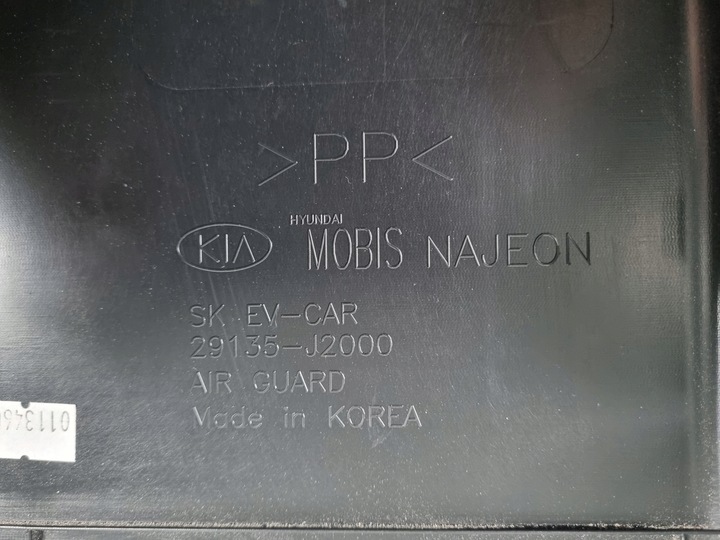 >PP<
HYUNDAI
KIA MOBIS NAJEON
SK EV-CAR
29135-J2000
AIR GUARD
Made in KOREA